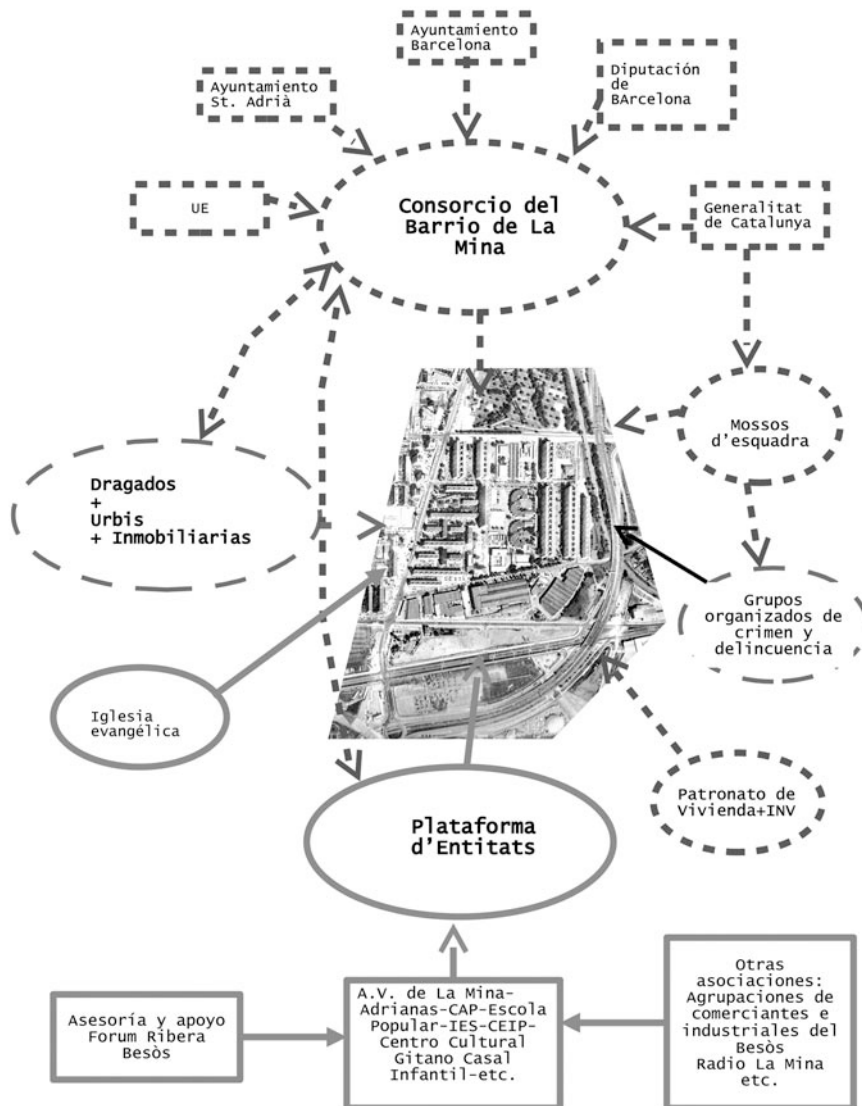 Ayuntamiento
Barcelona
Ayuntamiento
St. Adrià
Diputación
de
BArcelona
UE
Consorcio del
Barrio de La
Mina
Generalitat
de Catalunya
Mossos
d'esquadra
Dragados
+
Urbis
+ Inmobiliarias
Grupos
organizados de
crimen y
delincuencia
Iglesia
evangélica
Patronato de
Vivienda+INV
Plataforma
d'Entitats
Asesoría y apoyo
Forum Ribera
Besòs
A.V. de La Mina-
Adrianas-CAP-Escola
Popular-IES-CEIP-
Centro Cultural
Gitano Casal
Infantil-etc.
Otras
asociaciones:
Agrupaciones de
comerciantes e
industriales del
Besòs
Radio La Mina
etc.